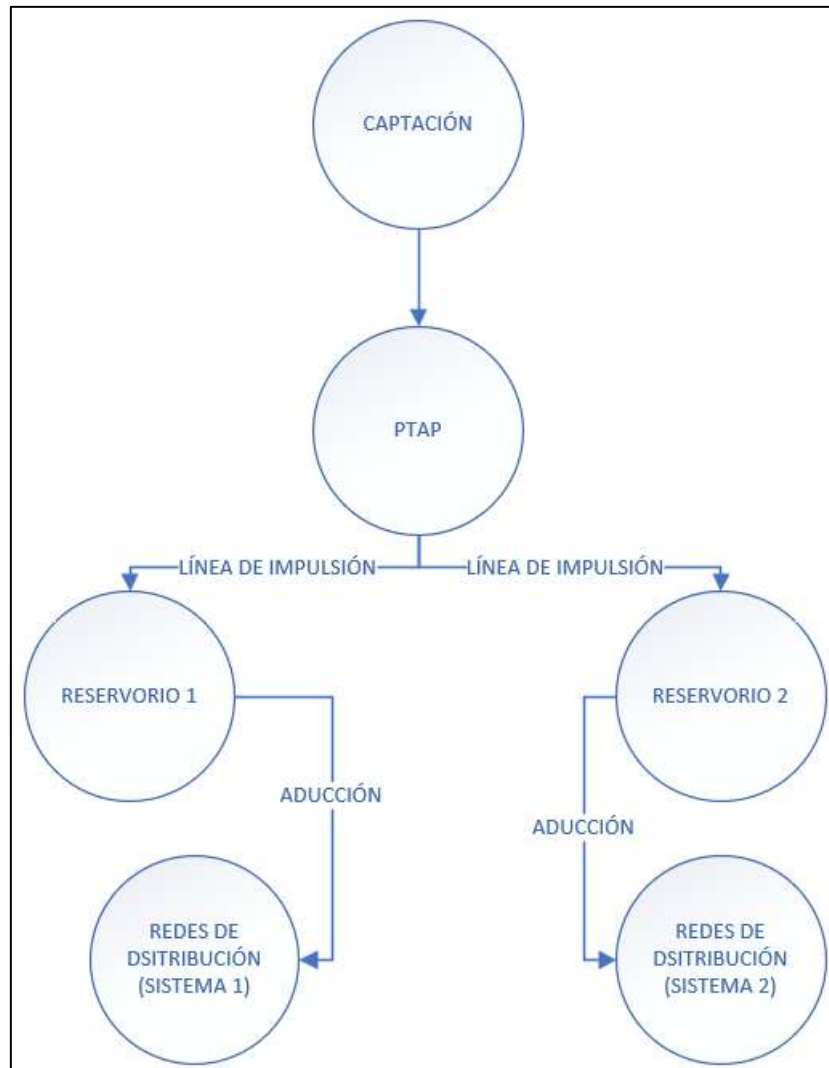 CAPTACIÓN
PTAP
LÍNEA DE IMPULSIÓN
LÍNEA DE IMPULSIÓN
RESERVORIO 1
RESERVORIO 2
ADUCCIÓN
ADUCCIÓN
REDES DE
DSITRIBUCIÓN
(SISTEMA 1)
REDES DE
DSITRIBUCIÓN
(SISTEMA 2)